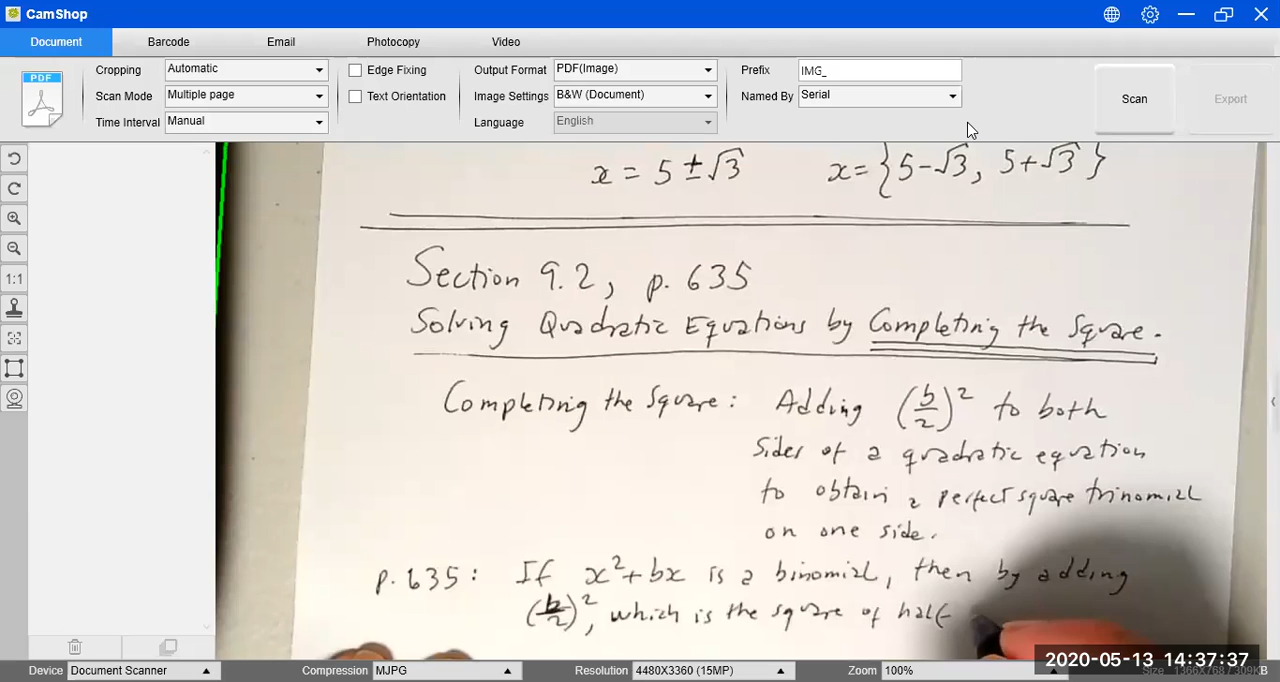 CamShop
Document Barcode Email Photocopy Video
PDF
Cropping Automatic Edge Fixing Output Format PDF(Image) Prefix IMG_
Scan Mode Multiple page Text Orientation Image Settings B&W (Document) Named By Serial Scan Export
Time Interval Manual Language English
1:1
x = 5 ± √3 x = {5-√3, 5+√3}
Section 9.2, p. 635
Solving Quadratic Equations by Completing the Square.
Completing the Square: Adding (b/2)² to both
sides of a quadratic equation
to obtain a perfect square trinomial
on one side.
p. 635: If x²+bx is a binomial, then by adding
(b/2)², which is the square of half
2020-05-13 14:37:37
Device Document Scanner Compression MJPG Resolution 4480X3360 (15MP) Zoom 100%